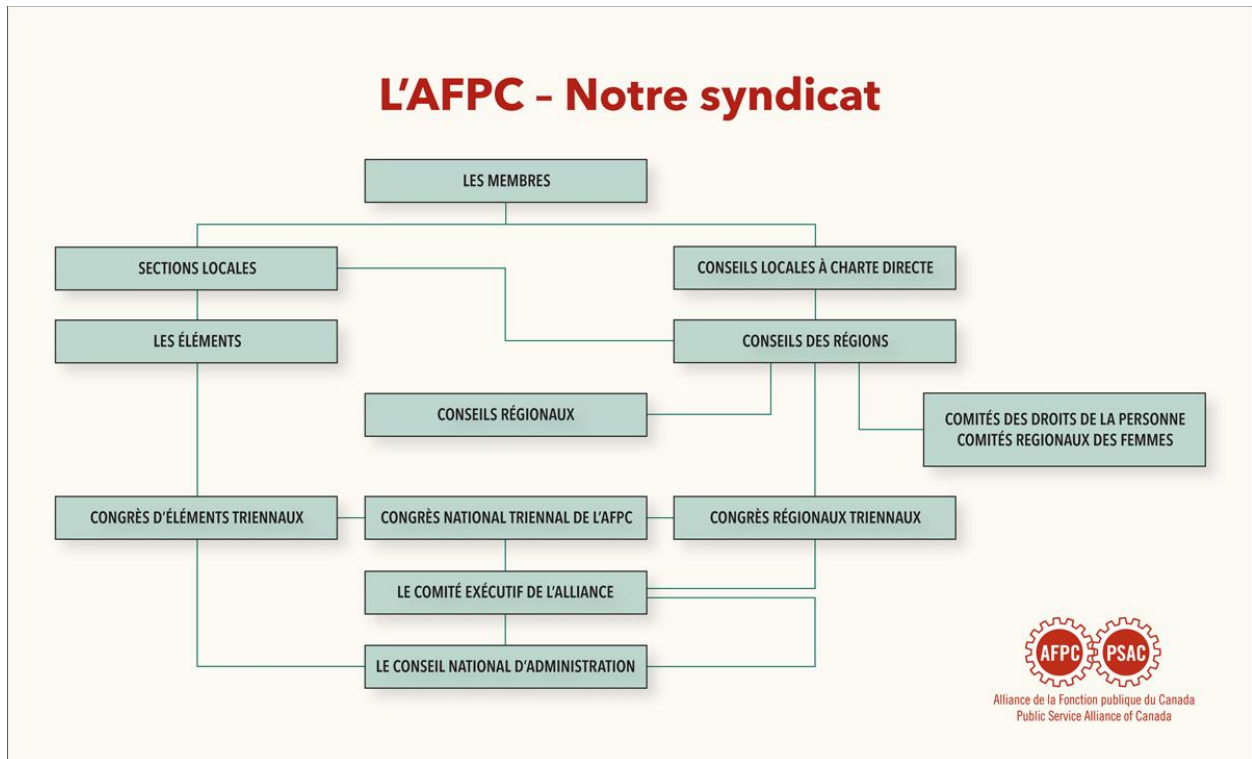 L'AFPC – Notre syndicat
LES MEMBRES
SECTIONS LOCALES
CONSEILS LOCALES À CHARTE DIRECTE
LES ÉLÉMENTS
CONSEILS DES RÉGIONS
CONSEILS RÉGIONAUX
COMITÉS DES DROITS DE LA PERSONNE
COMITÉS REGIONAUX DES FEMMES
CONGRÈS D'ÉLÉMENTS TRIENNAUX
CONGRÈS NATIONAL TRIENNAL DE L'AFPC
CONGRÈS RÉGIONAUX TRIENNAUX
LE COMITÉ EXÉCUTIF DE L'ALLIANCE
LE CONSEIL NATIONAL D'ADMINISTRATION
AFPC PSAC
Alliance de la Fonction publique du Canada
Public Service Alliance of Canada